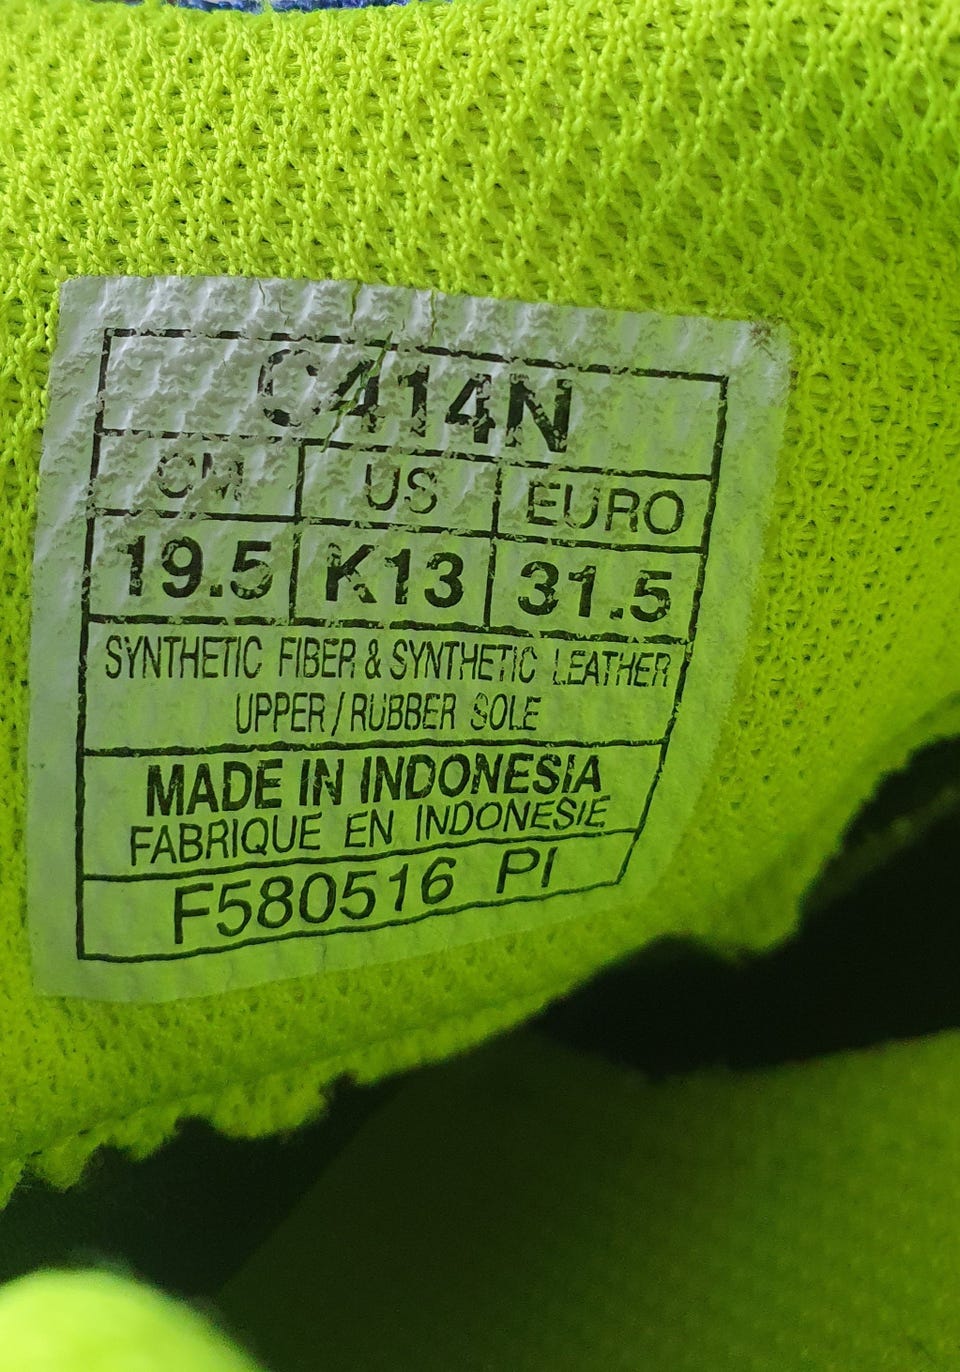 C414N
CM US EURO
19.5 K13 31.5
SYNTHETIC FIBER & SYNTHETIC LEATHER
UPPER / RUBBER SOLE
MADE IN INDONESIA
FABRIQUE EN INDONESIE
F580516 PI